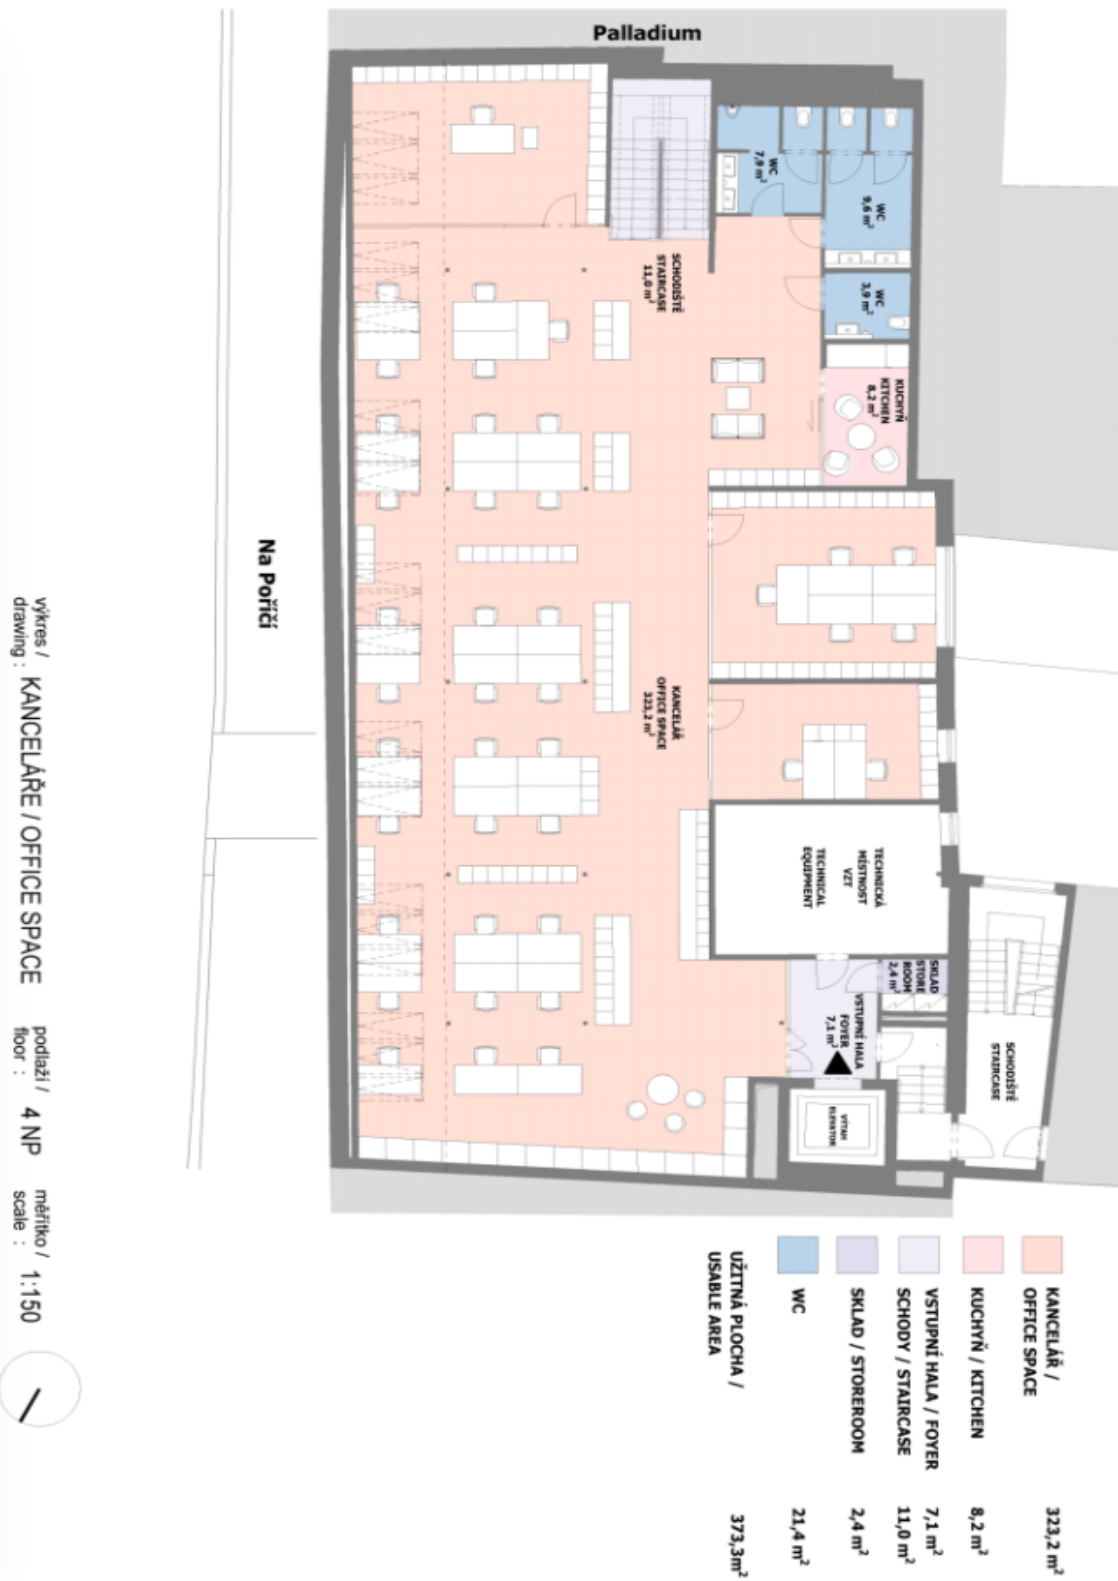 Palladium
WC
7,9 m²
WC
9,6 m²
WC
3,9 m²
SCHODIŠTĚ
STAIRCASE
11,0 m²
KUCHYŇ
KITCHEN
8,2 m²
KANCELÁŘ
OFFICE SPACE
323,2 m²
TECHNICKÁ
MÍSTNOST
VZT
TECHNICAL
EQUIPMENT
SKLAD
STORE
ROOM
2,4 m²
VSTUPNÍ HALA
FOYER
7,1 m²
VÝTAH
ELEVATOR
SCHODIŠTĚ
STAIRCASE
Na Poříčí
KANCELÁŘ /
OFFICE SPACE 323,2 m²
KUCHYŇ / KITCHEN 8,2 m²
VSTUPNÍ HALA / FOYER 7,1 m²
SCHODY / STAIRCASE 11,0 m²
SKLAD / STOREROOM 2,4 m²
WC 21,4 m²
UŽITNÁ PLOCHA /
USABLE AREA 373,3m²
výkres / podlaží / měřítko /
drawing : KANCELÁŘE / OFFICE SPACE floor : 4 NP scale : 1:150